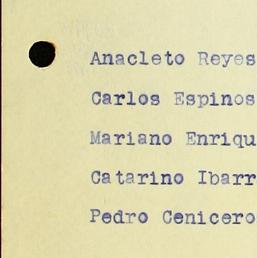 Anacleto Reyes
Carlos Espinos
Mariano Enriqu
Catarino Ibarr
Pedro Cenicero